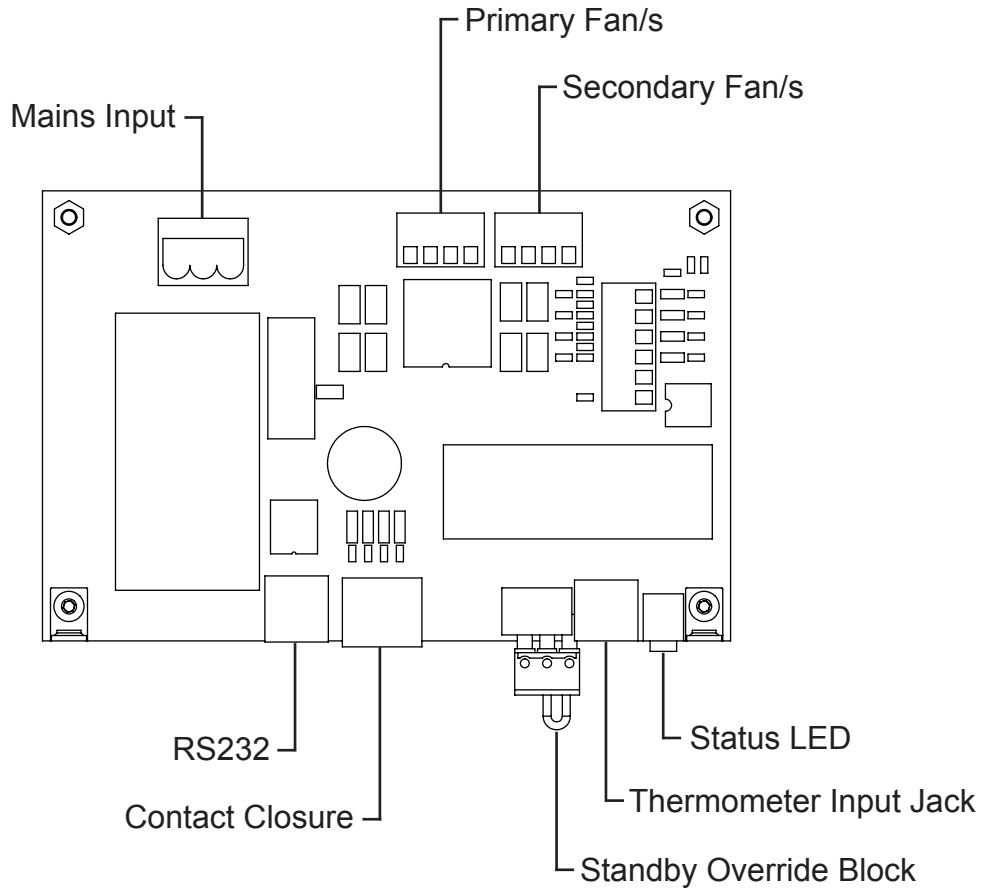 Primary Fan/s
Secondary Fan/s
Mains Input
RS232
Status LED
Contact Closure
Thermometer Input Jack
Standby Override Block